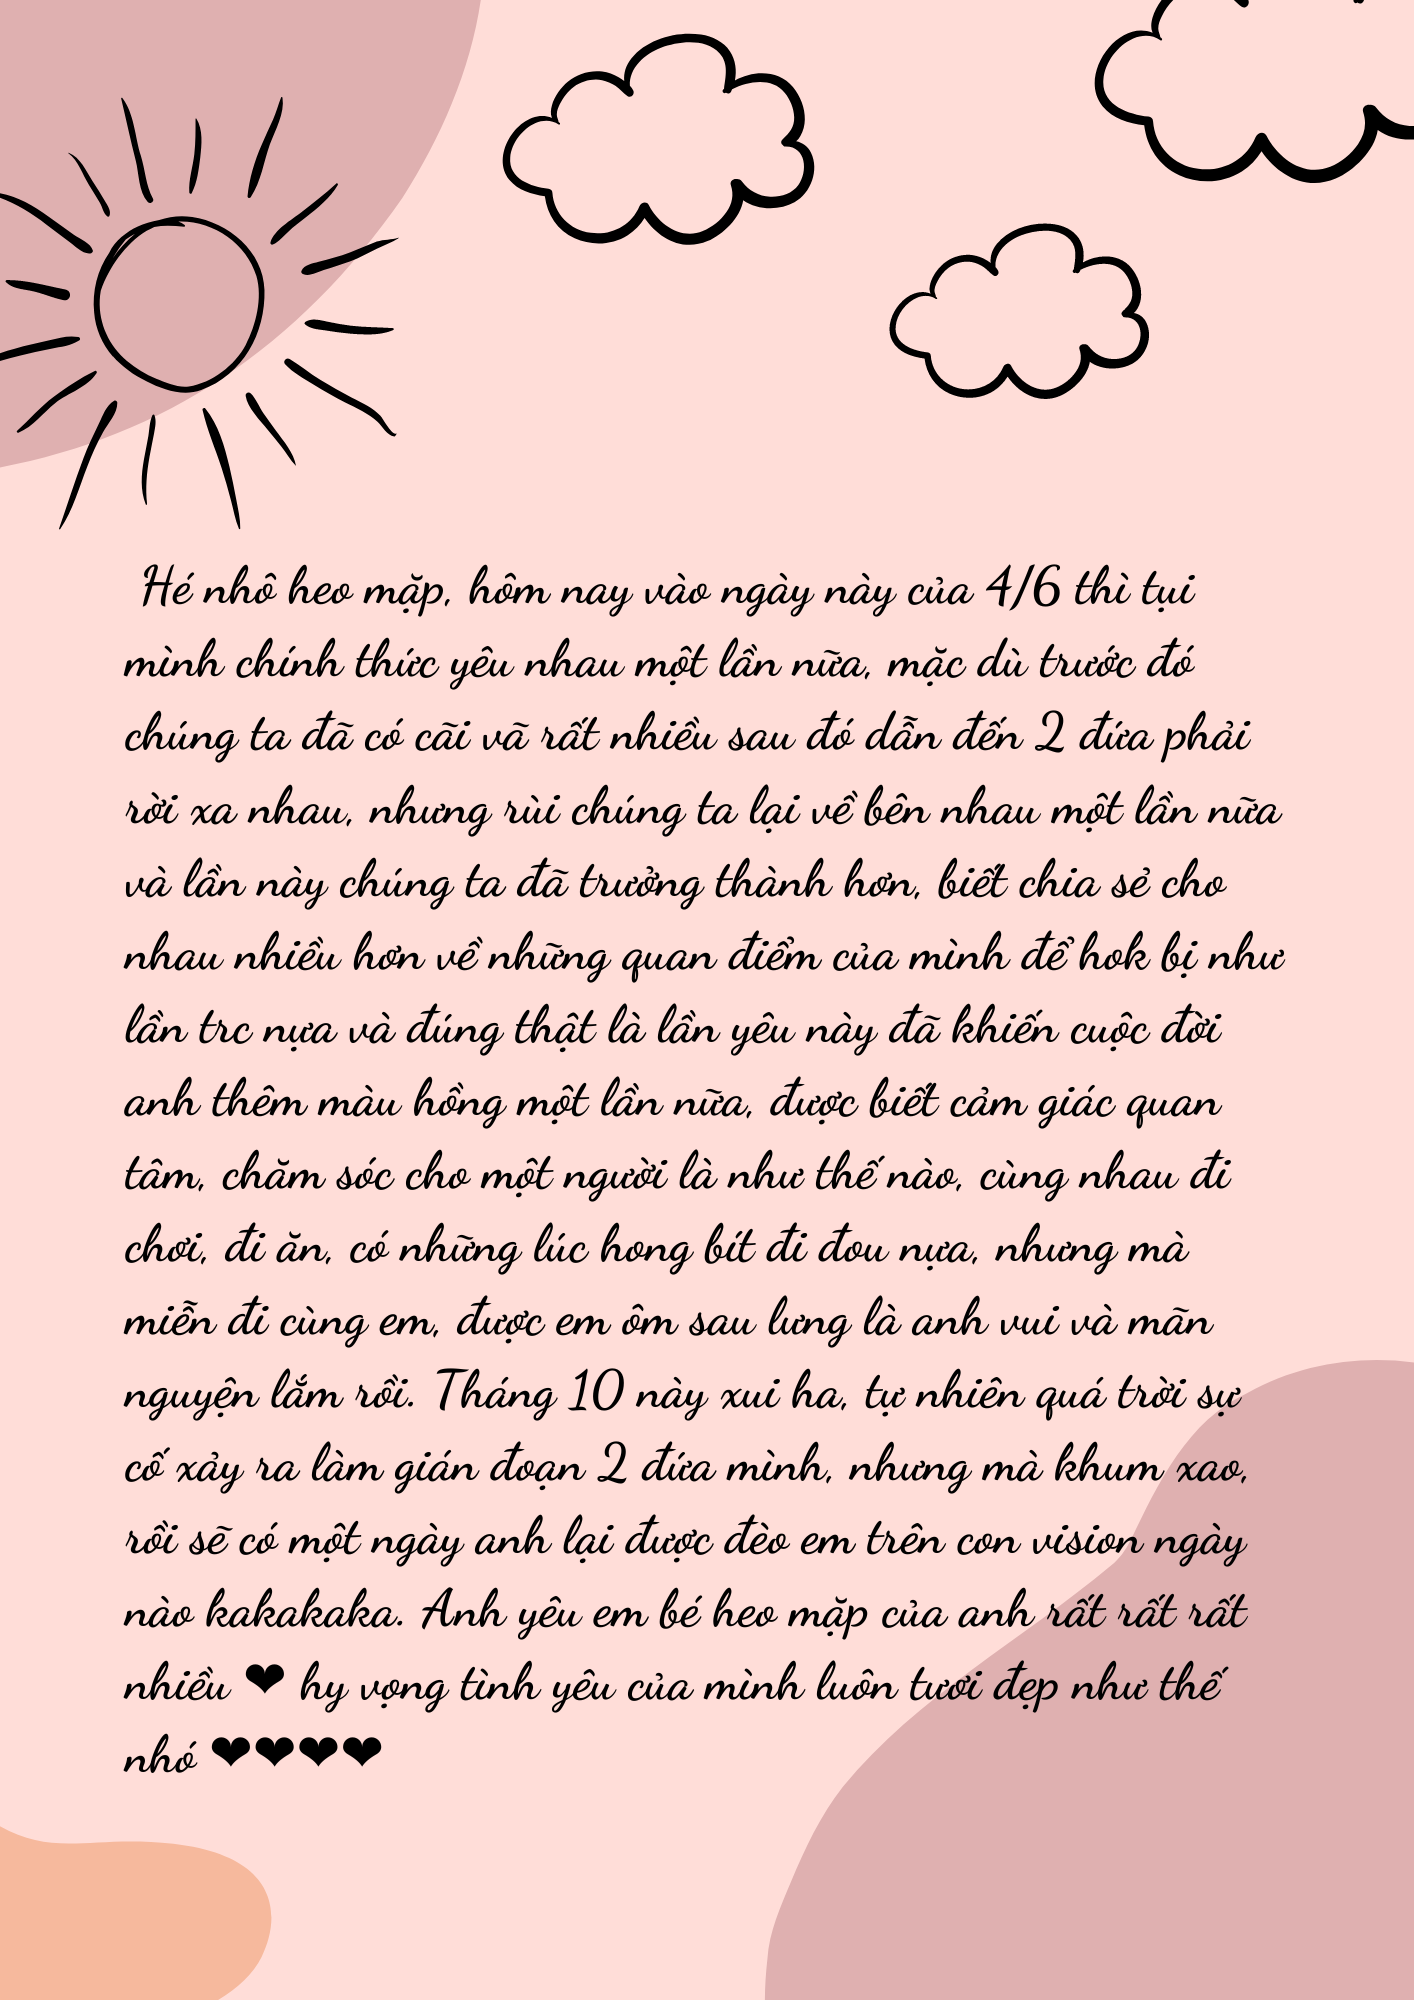 Hé nhô heo mặp, hôm nay vào ngày này của 4/6 thì tụi
mình chính thức yêu nhau một lần nữa, mặc dù trước đó
chúng ta đã có cãi vã rất nhiều sau đó dẫn đến 2 đứa phải
rời xa nhau, nhưng rùi chúng ta lại về bên nhau một lần nữa
và lần này chúng ta đã trưởng thành hơn, biết chia sẻ cho
nhau nhiều hơn về những quan điểm của mình để hok bị như
lần trc nựa và đúng thật là lần yêu này đã khiến cuộc đời
anh thêm màu hồng một lần nữa, được biết cảm giác quan
tâm, chăm sóc cho một người là như thế nào, cùng nhau đi
chơi, đi ăn, có những lúc hong bít đi đou nựa, nhưng mà
miễn đi cùng em, được em ôm sau lưng là anh vui và mãn
nguyện lắm rồi. Tháng 10 này xui ha, tự nhiên quá trời sự
cố xảy ra làm gián đoạn 2 đứa mình, nhưng mà khum xao,
rồi sẽ có một ngày anh lại được đèo em trên con vision ngày
nào kakakaka. Anh yêu em bé heo mặp của anh rất rất rất
nhiều ❤ hy vọng tình yêu của mình luôn tươi đẹp như thế
nhó ❤❤❤❤